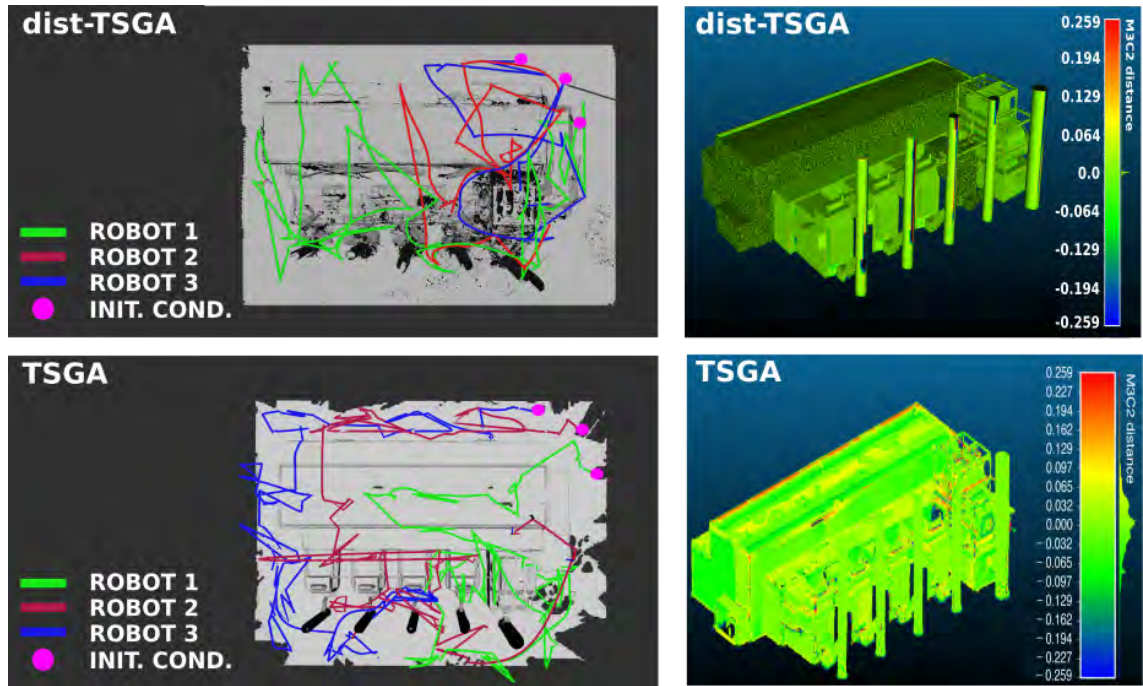 dist-TSGA
ROBOT 1
ROBOT 2
ROBOT 3
INIT. COND.
dist-TSGA
0.259
0.129
0.064
0.0
-0.064
-0.129
-0.194
-0.259
M3C2 distance
TSGA
ROBOT 1
ROBOT 2
ROBOT 3
INIT. COND.
TSGA
0.259
0.227
0.194
0.162
0.129
0.097
0.065
0.032
0.000
-0.032
-0.065
-0.097
-0.129
-0.162
-0.194
-0.227
-0.259
M3C2 distance